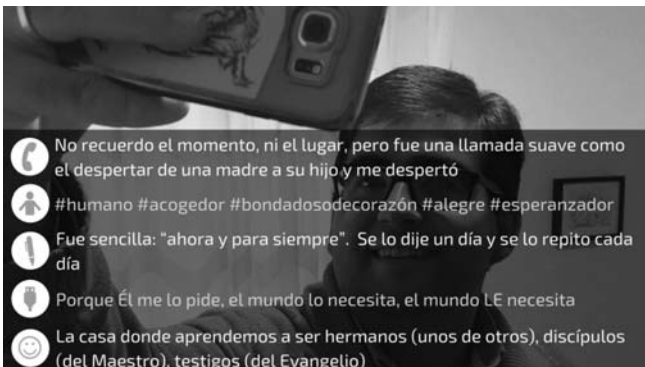 No recuerdo el momento, ni el lugar, pero fue una llamada suave como
el despertar de una madre a su hijo y me despertó
#humano #acogedor #bondadosodecorazón #alegre #esperanzador
Fue sencilla: “ahora y para siempre”. Se lo dije un día y se lo repito cada
día
Porque Él me lo pide, el mundo lo necesita, el mundo LE necesita
La casa donde aprendemos a ser hermanos (unos de otros), discípulos
(del Maestro), testigos (del Evangelio)